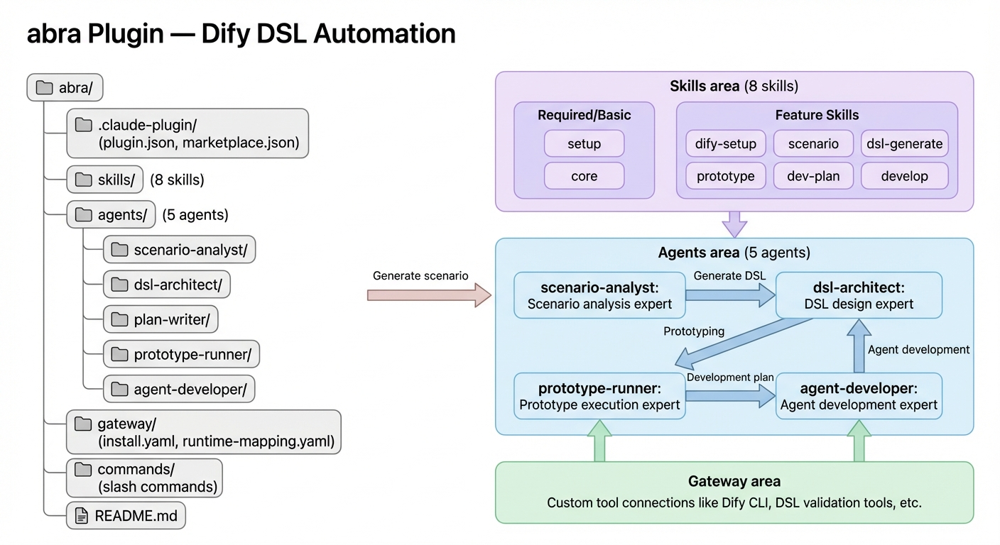 abra Plugin — Dify DSL Automation
abra/
.claude-plugin/
(plugin.json, marketplace.json)
skills/ (8 skills)
agents/ (5 agents)
scenario-analyst/
dsl-architect/
plan-writer/
prototype-runner/
agent-developer/
gateway/
(install.yaml, runtime-mapping.yaml)
commands/
(slash commands)
README.md
Generate scenario
Skills area (8 skills)
Required/Basic
setup
core
Feature Skills
dify-setup scenario dsl-generate
prototype dev-plan develop
Agents area (5 agents)
scenario-analyst:
Scenario analysis expert
Generate DSL
dsl-architect:
DSL design expert
Prototyping
Agent development
prototype-runner:
Prototype execution expert
Development plan
agent-developer:
Agent development expert
Gateway area
Custom tool connections like Dify CLI, DSL validation tools, etc.